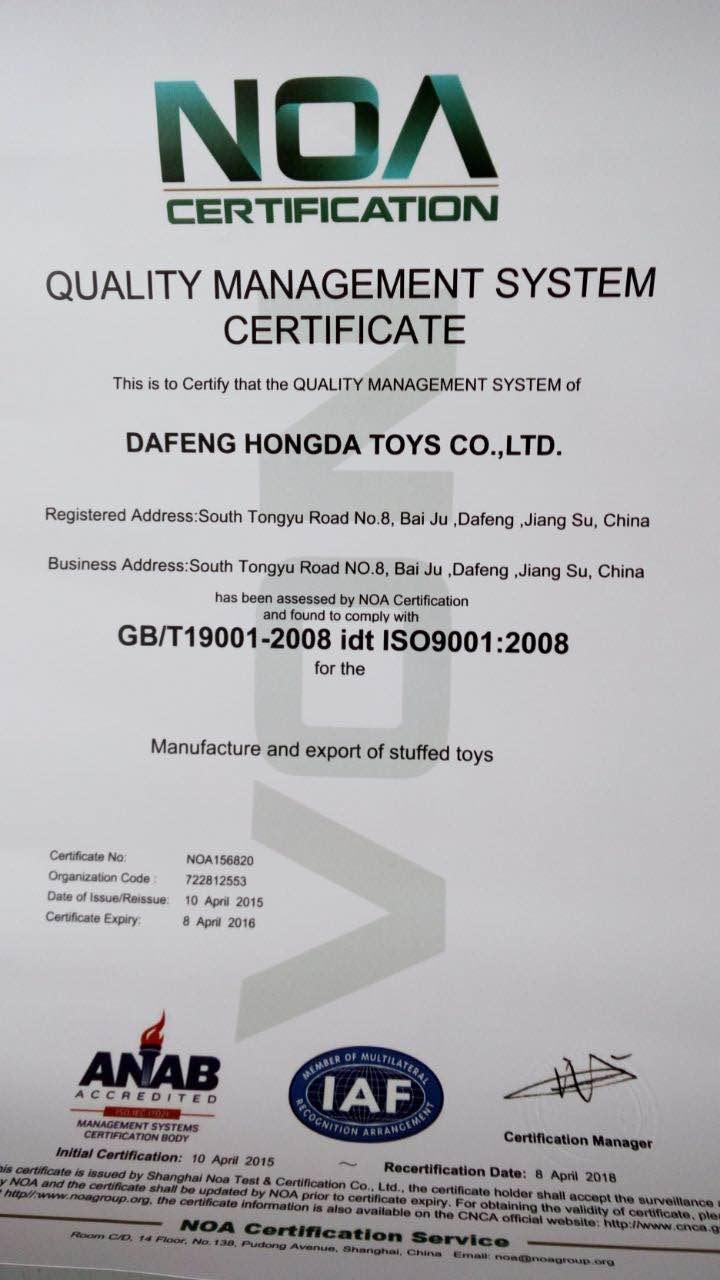 NOA
CERTIFICATION
QUALITY MANAGEMENT SYSTEM
CERTIFICATE
This is to Certify that the QUALITY MANAGEMENT SYSTEM of
DAFENG HONGDA TOYS CO.,LTD.
Registered Address:South Tongyu Road No.8, Bai Ju ,Dafeng ,Jiang Su, China
Business Address:South Tongyu Road NO.8, Bai Ju ,Dafeng ,Jiang Su, China
has been assessed by NOA Certification
and found to comply with
GB/T19001-2008 idt ISO9001:2008
for the
Manufacture and export of stuffed toys
Certificate No: NOA156820
Organization Code : 722812553
Date of Issue/Reissue: 10 April 2015
Certificate Expiry: 8 April 2016
ANAB
ACCREDITED
ISO/IEC 17021
MANAGEMENT SYSTEMS
CERTIFICATION BODY
MEMBER OF MULTILATERAL
IAF
RECOGNITION ARRANGEMENT
Certification Manager
Initial Certification: 10 April 2015 ~ Recertification Date: 8 April 2018
his certificate is issued by Shanghai Noa Test & Certification Co., Ltd., the certificate holder shall accept the surveillance
y NOA and the certificate shall be updated by NOA prior to certificate expiry. For obtaining the validity of certificate, ple
http//:www.noagroup.org, the certificate information is also available on the CNCA official website: http://www.cnca.g
NOA Certification Service
Room C/D, 14 Floor, No.138, Pudong Avenue, Shanghai, China Email: noa@noagroup.org